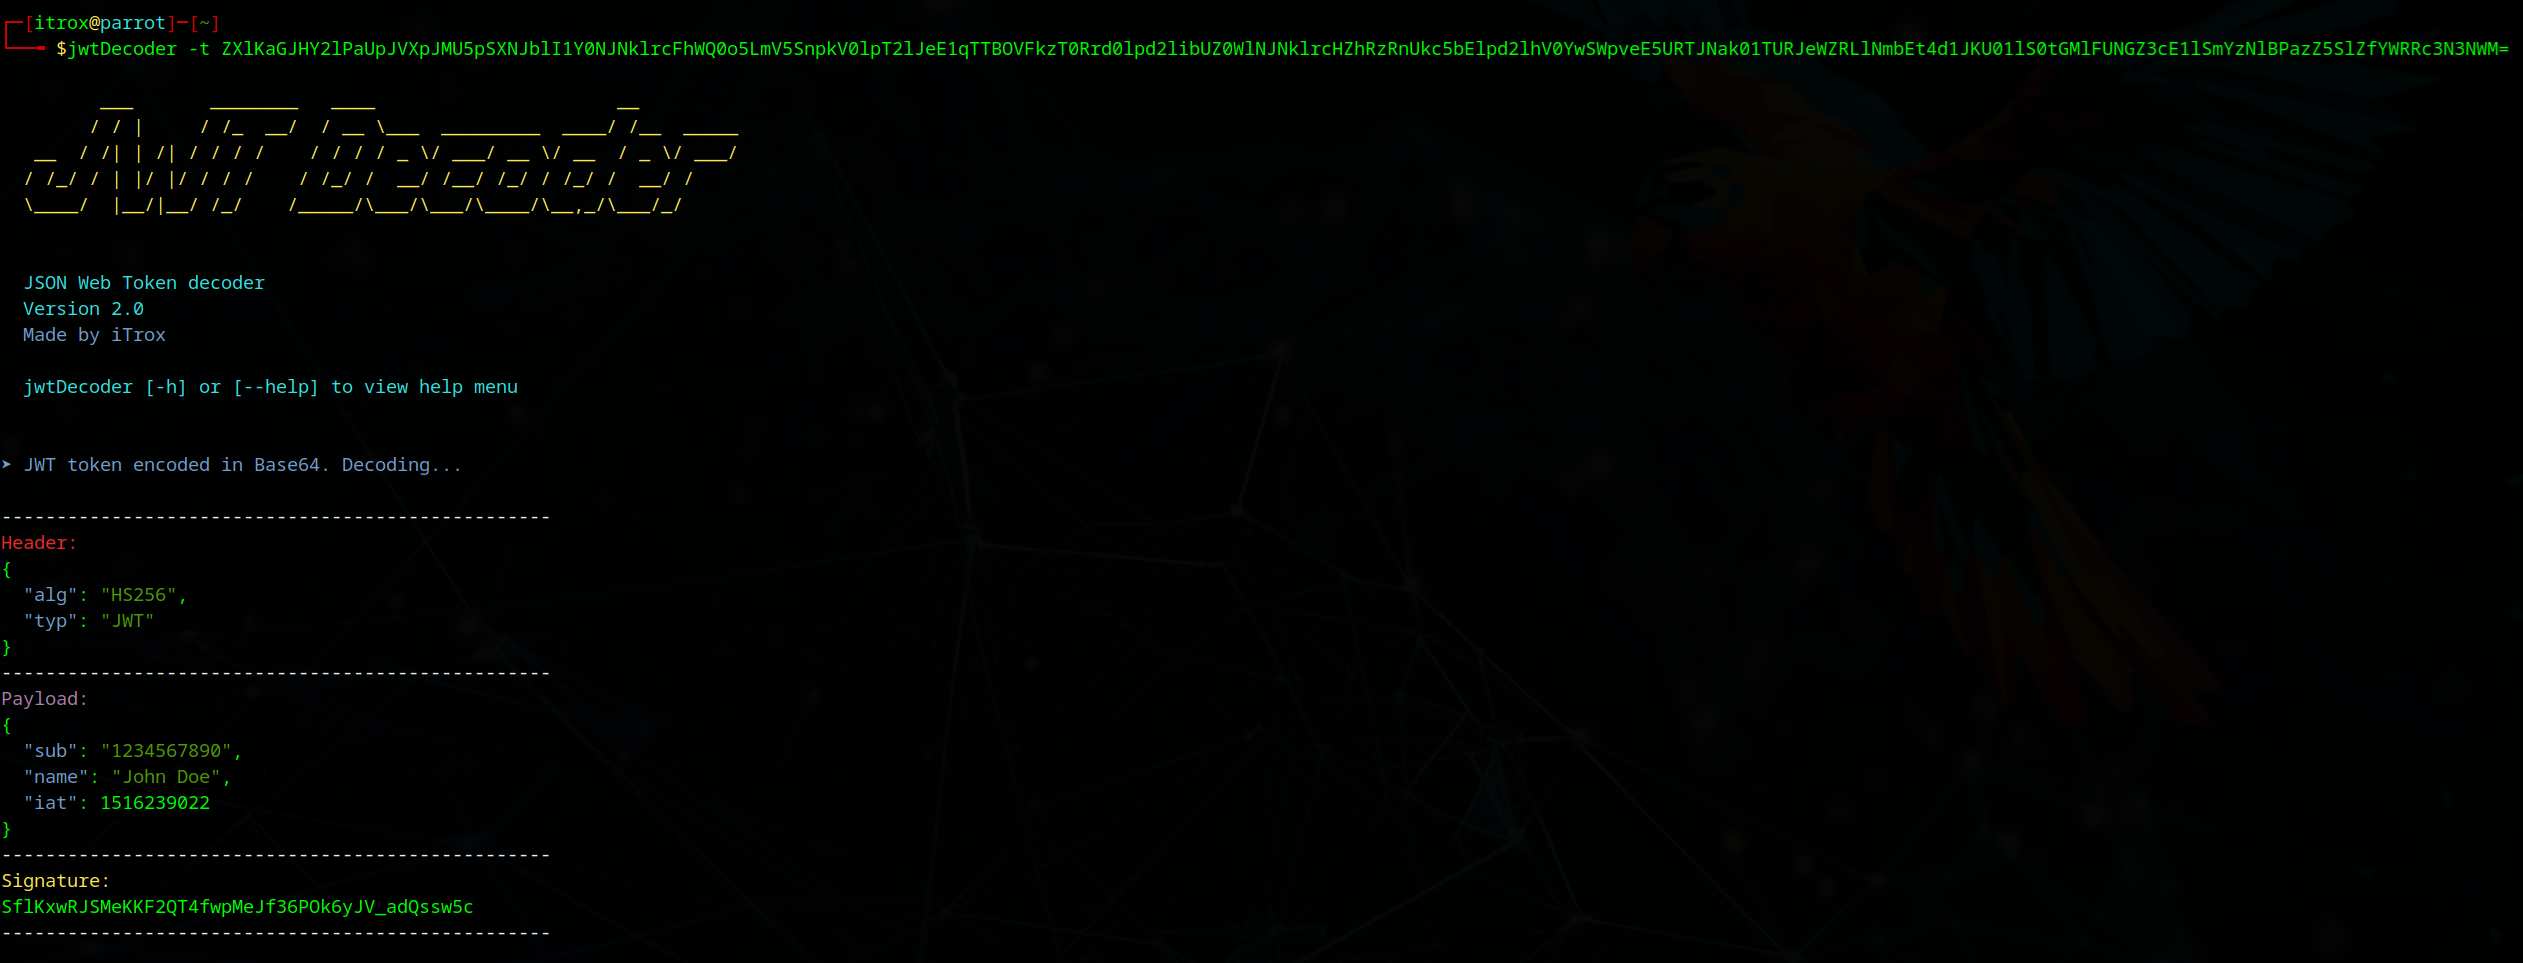 ┌─[itrox@parrot]─[~]
└──╼ $jwtDecoder -t ZXlKaGJHY2lPaUpJVXpJMU5pSXNJblI1Y0NJNklrcFhWQ0o5LmV5SnpkV0lpT2lJeE1qTTBOVFkzT0Rrd0lpd2libUZ0WlNJNklrcHZhRzRnUkc5bElpd2lhV0YwSWpveE5URTJNak01TURJeWZRLlNmbEt4d1JKU01lS0tGMlFUNGZ3cE1lSmYzNlBPazZ5SlZfYWRRc3N3NWM=
JWT Decoder
JSON Web Token decoder
Version 2.0
Made by iTrox
jwtDecoder [-h] or [--help] to view help menu
➤ JWT token encoded in Base64. Decoding...
--------------------------------------------------
Header:
{
  "alg": "HS256",
  "typ": "JWT"
}
--------------------------------------------------
Payload:
{
  "sub": "1234567890",
  "name": "John Doe",
  "iat": 1516239022
}
--------------------------------------------------
Signature:
SflKxwRJSMeKKF2QT4fwpMeJf36POk6yJV_adQssw5c
--------------------------------------------------